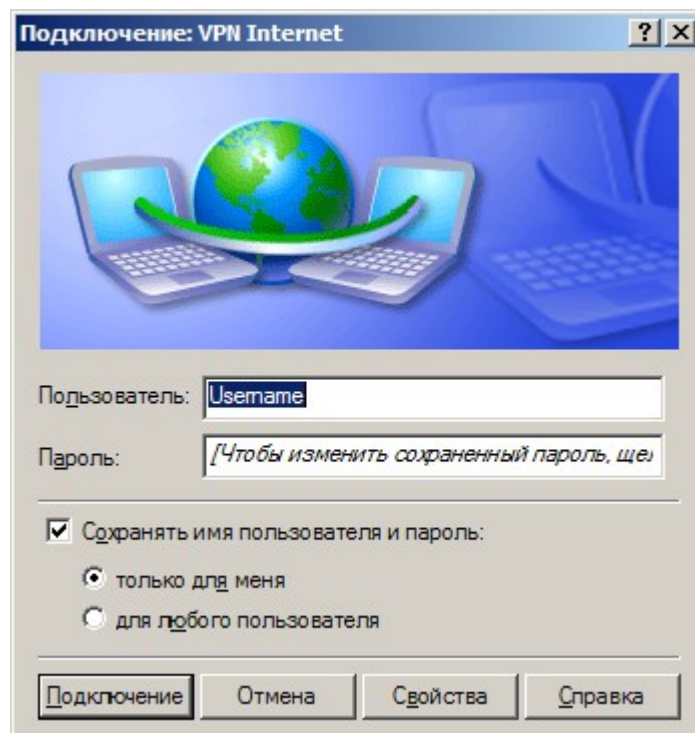 Подключение: VPN Internet
Пользователь: Username
Пароль: [Чтобы изменить сохраненный пароль, щел
Сохранять имя пользователя и пароль:
только для меня
для любого пользователя
Подключение Отмена Свойства Справка